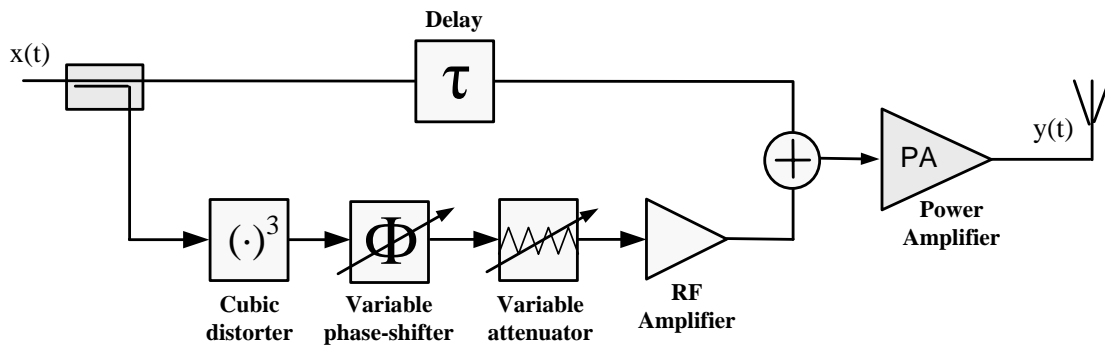 Delay
x(t)
τ
y(t)
PA
Power
Amplifier
(·)³
Φ
Cubic
distorter
Variable
phase-shifter
Variable
attenuator
RF
Amplifier